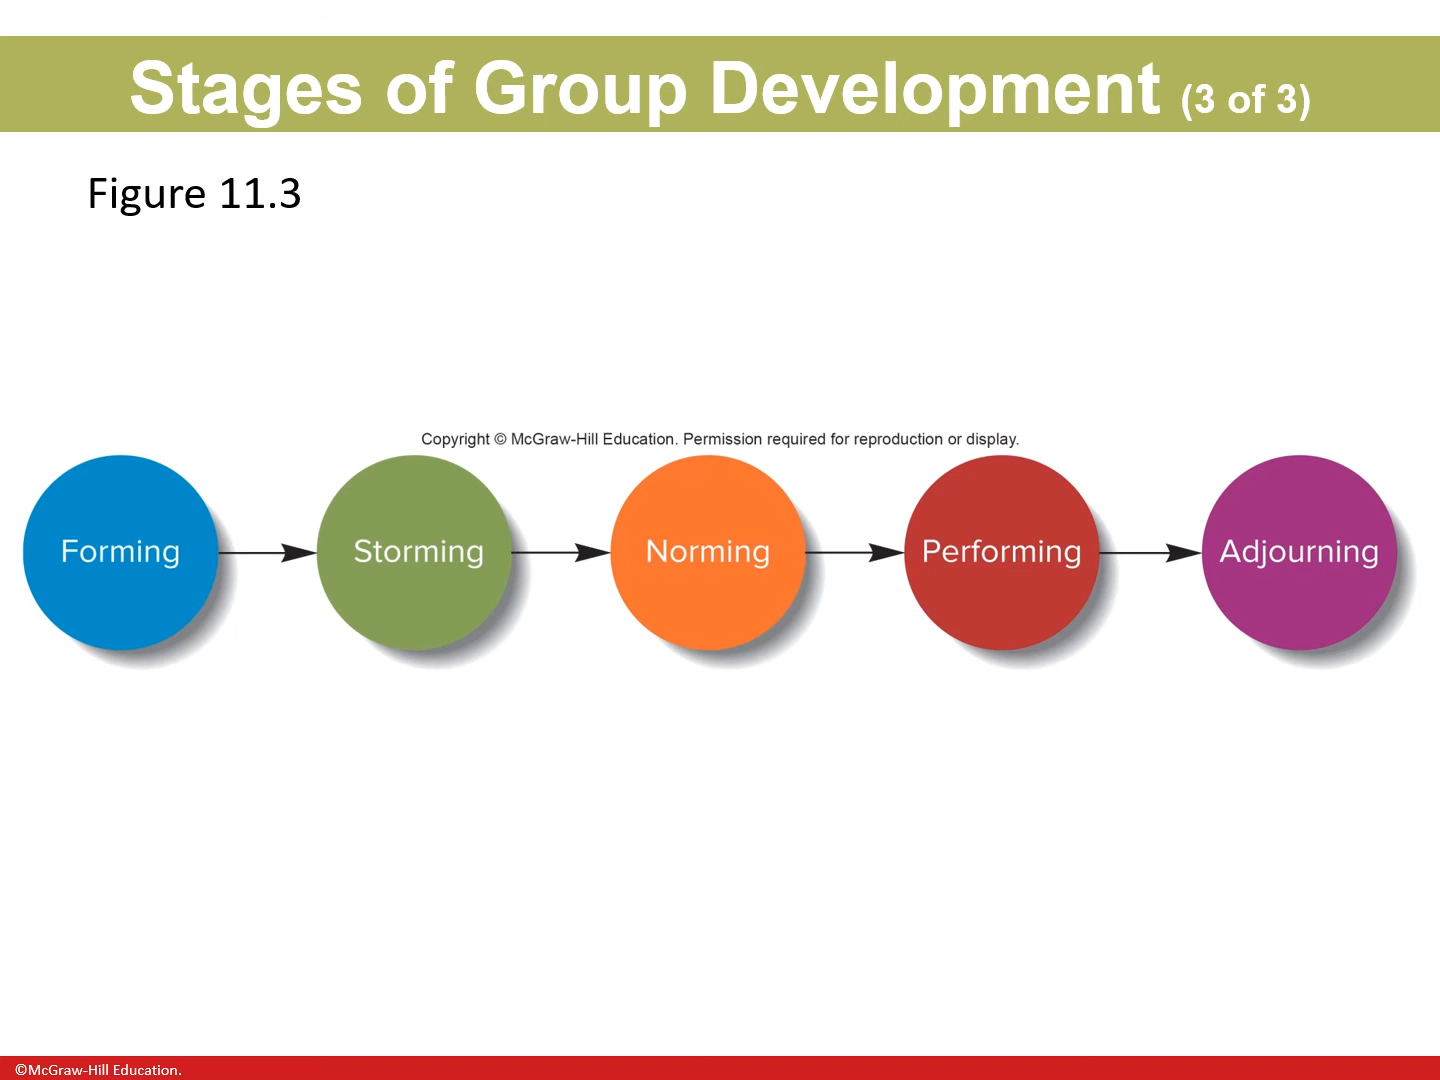 Stages of Group Development (3 of 3)
Figure 11.3
Copyright © McGraw-Hill Education. Permission required for reproduction or display.
Forming
Storming
Norming
Performing
Adjourning
©McGraw-Hill Education.